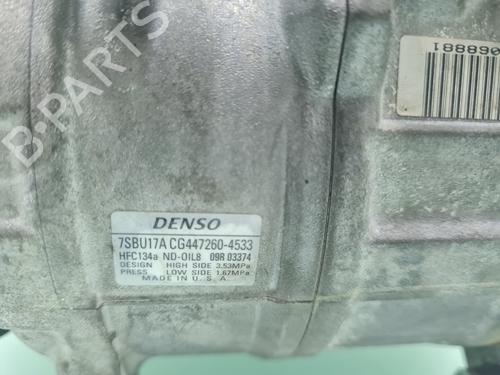 B-PARTS
068881
DENSO
7SBU17A CG447260-4533
HFC134a ND-OIL8 09R 03374
DESIGN HIGH SIDE 3.53MPa
PRESS LOW SIDE 1.67MPa
MADE IN U.S.A.